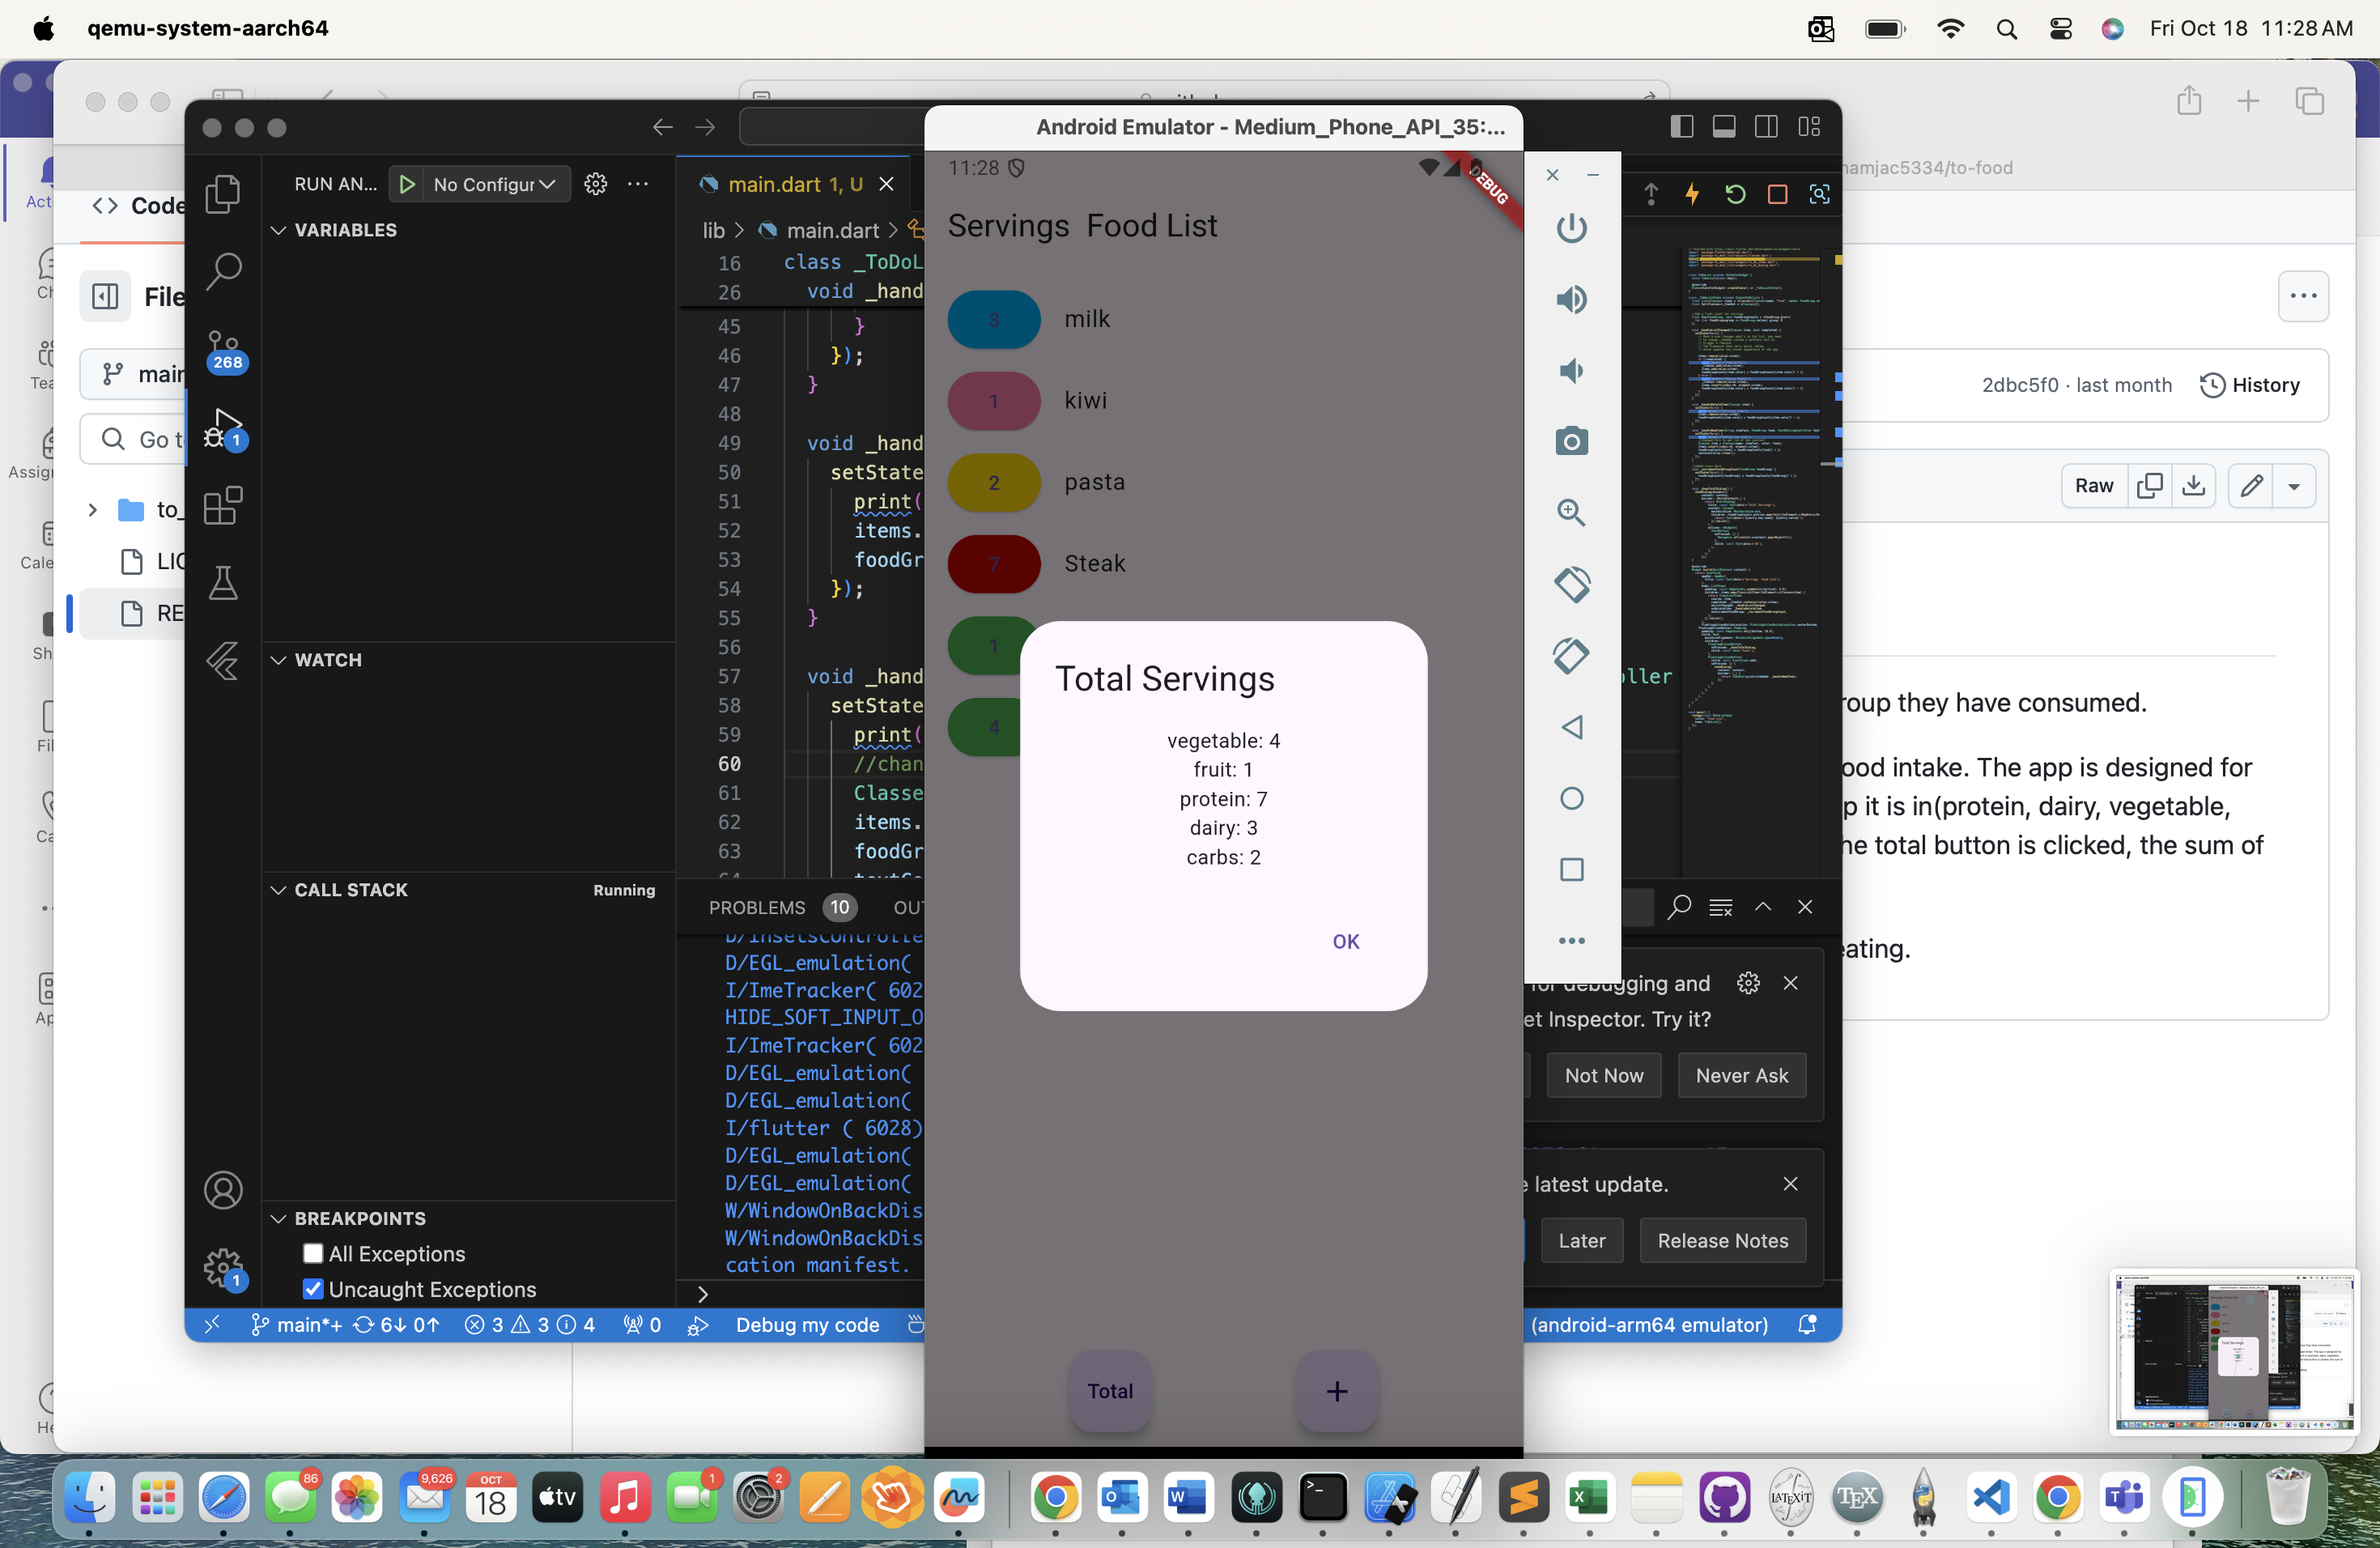 qemu-system-aarch64
Fri Oct 18 11:28 AM
Android Emulator - Medium_Phone_API_35:...
namjac5334/to-food
Code
RUN AN...
No Configur
main.dart 1, U
VARIABLES
lib > main.dart >
16 class _ToDoL
26 void _hand
45 }
46 });
47 }
48
49 void _hand
50 setState
51 print(
52 items.
53 foodGr
54 });
55 }
56
57 void _hand
58 setState
59 print(
60 //chan
61 Classe
62 items.
63 foodGr
oller
11:28
DEBUG
Servings Food List
3 milk
1 kiwi
2 pasta
7 Steak
1
4
Total Servings
vegetable: 4
fruit: 1
protein: 7
dairy: 3
carbs: 2
OK
Total
+
File
main
Go to
to_
LIC
RE
268
1
WATCH
CALL STACK
Running
BREAKPOINTS
All Exceptions
Uncaught Exceptions
1
PROBLEMS 10 OUT
D/InsetsControlle
D/EGL_emulation(
I/ImeTracker( 602
HIDE_SOFT_INPUT_O
I/ImeTracker( 602
D/EGL_emulation(
D/EGL_emulation(
I/flutter ( 6028)
D/EGL_emulation(
D/EGL_emulation(
W/WindowOnBackDis
W/WindowOnBackDis
cation manifest.
main*+ 6↓ 0↑ 3 3 4 0 Debug my code
(android-arm64 emulator)
2dbc5f0 · last month History
Raw
roup they have consumed.
ood intake. The app is designed for
p it is in(protein, dairy, vegetable,
he total button is clicked, the sum of
eating.
for debugging and
et Inspector. Try it?
Not Now Never Ask
e latest update.
Later Release Notes
Act
Ch
Tea
Assig
Cale
Sh
Fil
Ca
Ap
He
86
9,626
OCT
18
tv
1
2
LATEXiT
TEX